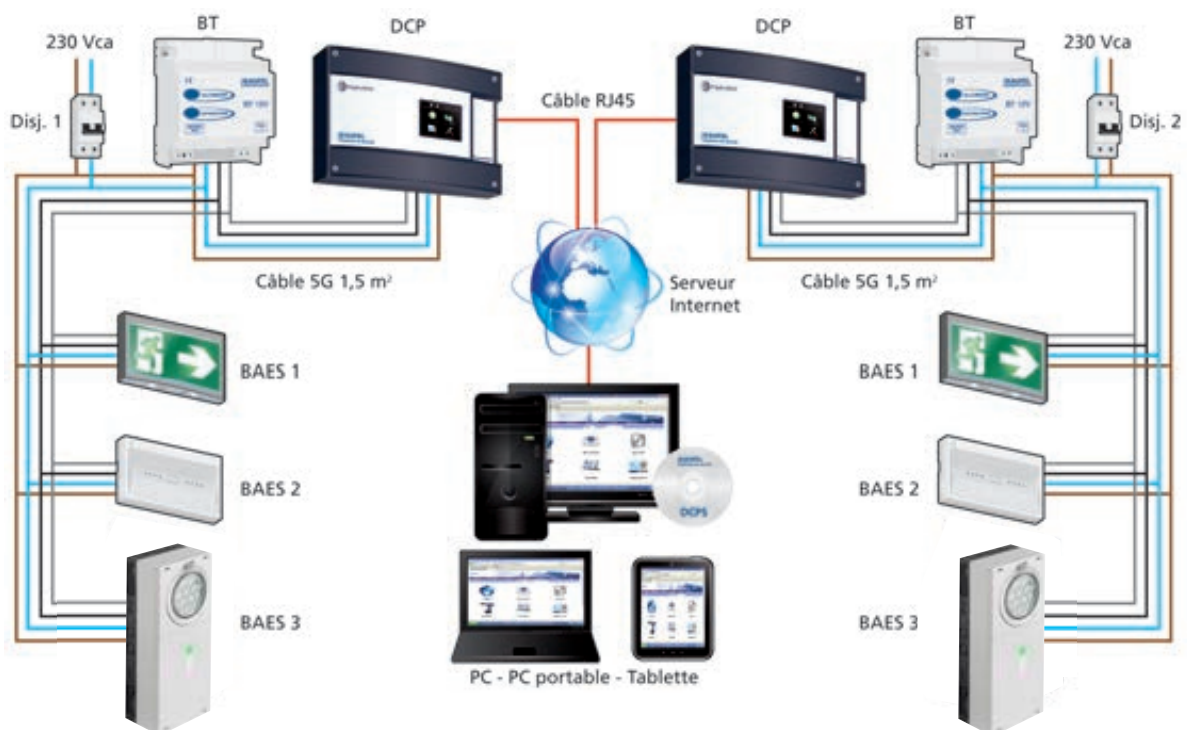 BT
DCP
DCP
BT
230 Vca
230 Vca
Câble RJ45
Disj. 1
Disj. 2
Câble 5G 1,5 m²
Câble 5G 1,5 m²
Serveur
Internet
BAES 1
BAES 1
BAES 2
BAES 2
DCPS
BAES 3
BAES 3
PC - PC portable - Tablette